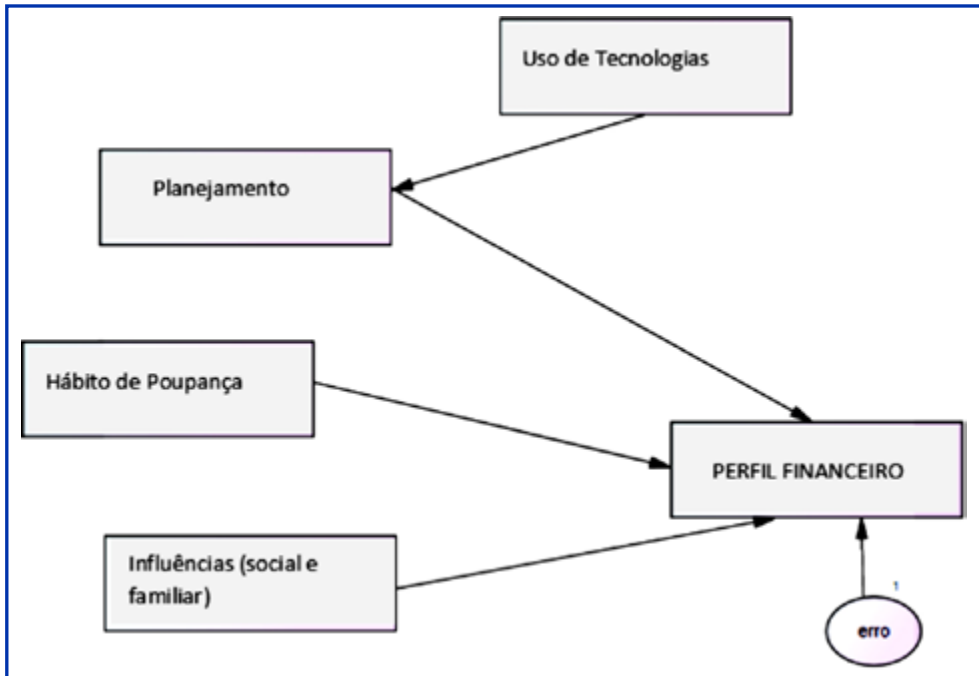 Uso de Tecnologias
Planejamento
Hábito de Poupança
PERFIL FINANCEIRO
Influências (social e
familiar)
1
erro